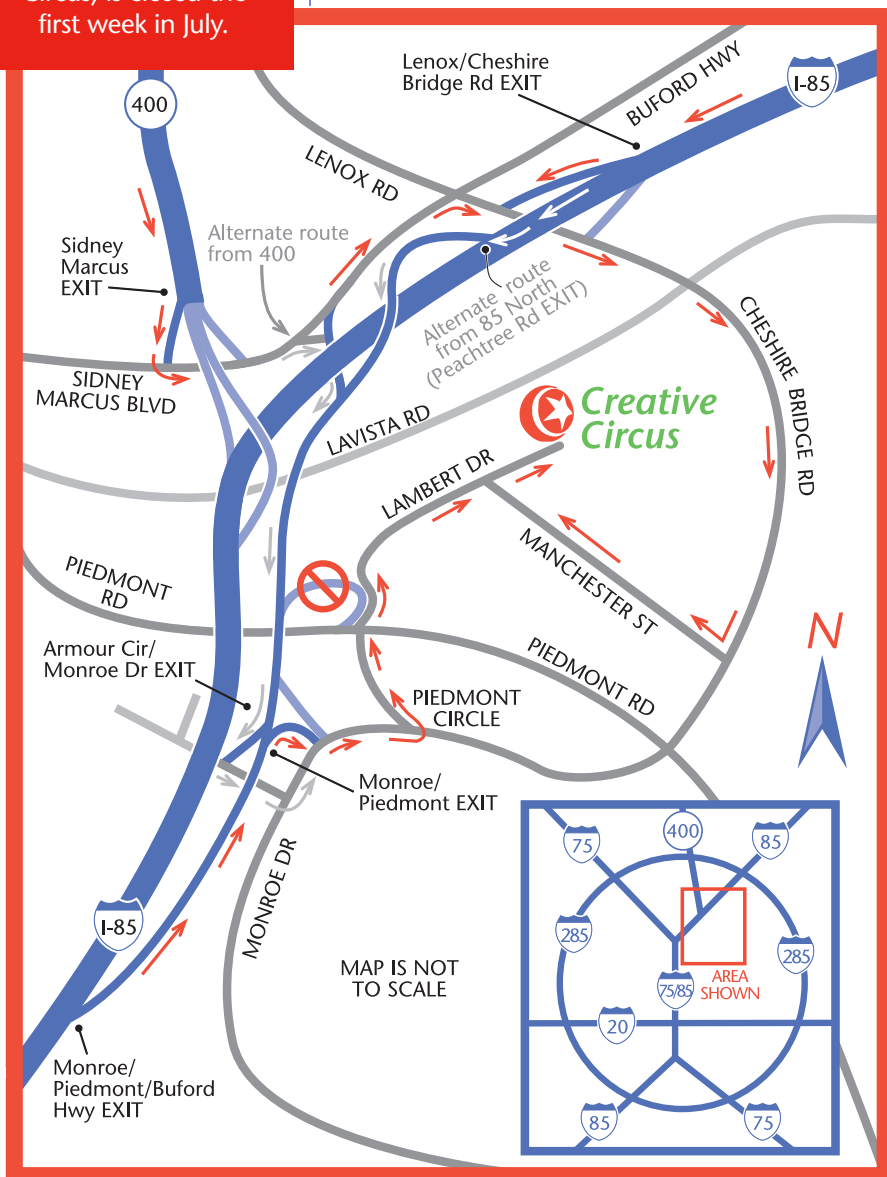 first week in July.
Lenox/Cheshire
Bridge Rd EXIT
BUFORD HWY
I-85
400
LENOX RD
Alternate route
from 400
Sidney
Marcus
EXIT
Alternate route
from 85 North
(Peachtree Rd EXIT)
CHESHIRE BRIDGE RD
SIDNEY
MARCUS BLVD
Creative
Circus
LAVISTA RD
LAMBERT DR
MANCHESTER ST
PIEDMONT
RD
N
Armour Cir/
Monroe Dr EXIT
PIEDMONT RD
PIEDMONT
CIRCLE
Monroe/
Piedmont EXIT
MONROE DR
I-85
MAP IS NOT
TO SCALE
Monroe/
Piedmont/Buford
Hwy EXIT
75
400
85
285
285
AREA
SHOWN
75/85
20
85
75